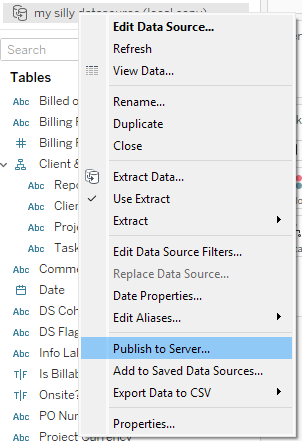 my silly datasource (local copy)
Search
Tables
Abc Billed o
Abc Billing F
# Billing F
Client &
Abc Repo
Abc Clien
Abc Proje
Abc Task
Abc Comme
Date
Abc DS Coh
Abc DS Flag
Abc Info Lal
T|F Is Billab
T|F Onsite?
Abc PO Nun
Abc Project Currency
Edit Data Source...
Refresh
View Data...
Rename...
Duplicate
Close
Extract Data...
Use Extract
Extract
Edit Data Source Filters...
Replace Data Source...
Date Properties...
Edit Aliases...
Publish to Server...
Add to Saved Data Sources...
Export Data to CSV
Properties...